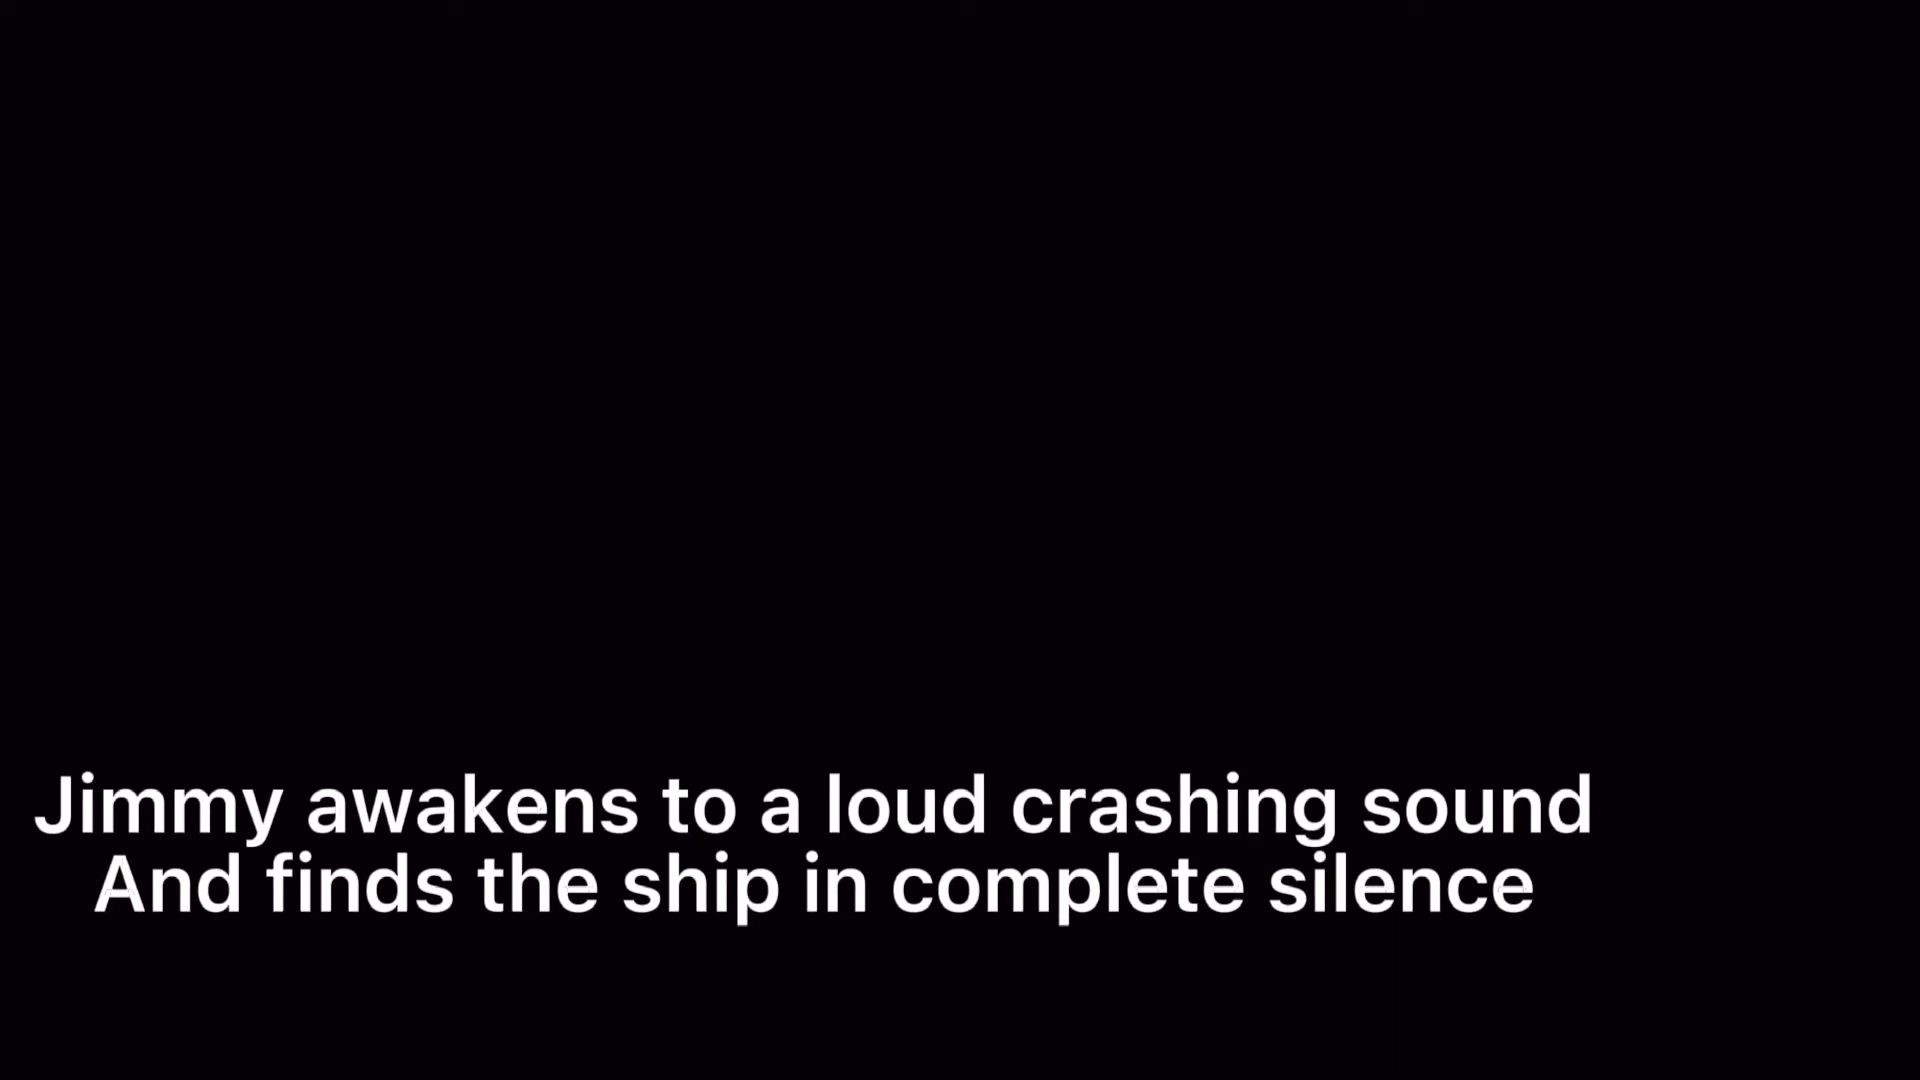 Jimmy awakens to a loud crashing sound
And finds the ship in complete silence